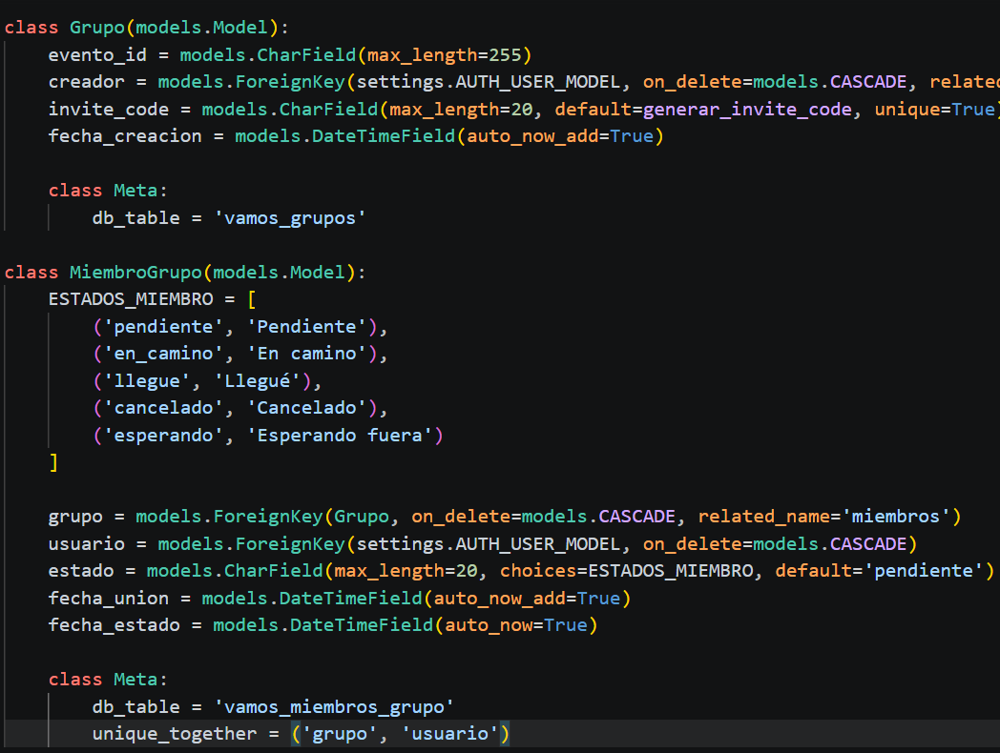 class Grupo(models.Model):
    evento_id = models.CharField(max_length=255)
    creador = models.ForeignKey(settings.AUTH_USER_MODEL, on_delete=models.CASCADE, related
    invite_code = models.CharField(max_length=20, default=generar_invite_code, unique=True)
    fecha_creacion = models.DateTimeField(auto_now_add=True)
    class Meta:
        db_table = 'vamos_grupos'
class MiembroGrupo(models.Model):
    ESTADOS_MIEMBRO = [
        ('pendiente', 'Pendiente'),
        ('en_camino', 'En camino'),
        ('llegue', 'Llegué'),
        ('cancelado', 'Cancelado'),
        ('esperando', 'Esperando fuera')
    ]
    grupo = models.ForeignKey(Grupo, on_delete=models.CASCADE, related_name='miembros')
    usuario = models.ForeignKey(settings.AUTH_USER_MODEL, on_delete=models.CASCADE)
    estado = models.CharField(max_length=20, choices=ESTADOS_MIEMBRO, default='pendiente')
    fecha_union = models.DateTimeField(auto_now_add=True)
    fecha_estado = models.DateTimeField(auto_now=True)
    class Meta:
        db_table = 'vamos_miembros_grupo'
        unique_together = ('grupo', 'usuario')